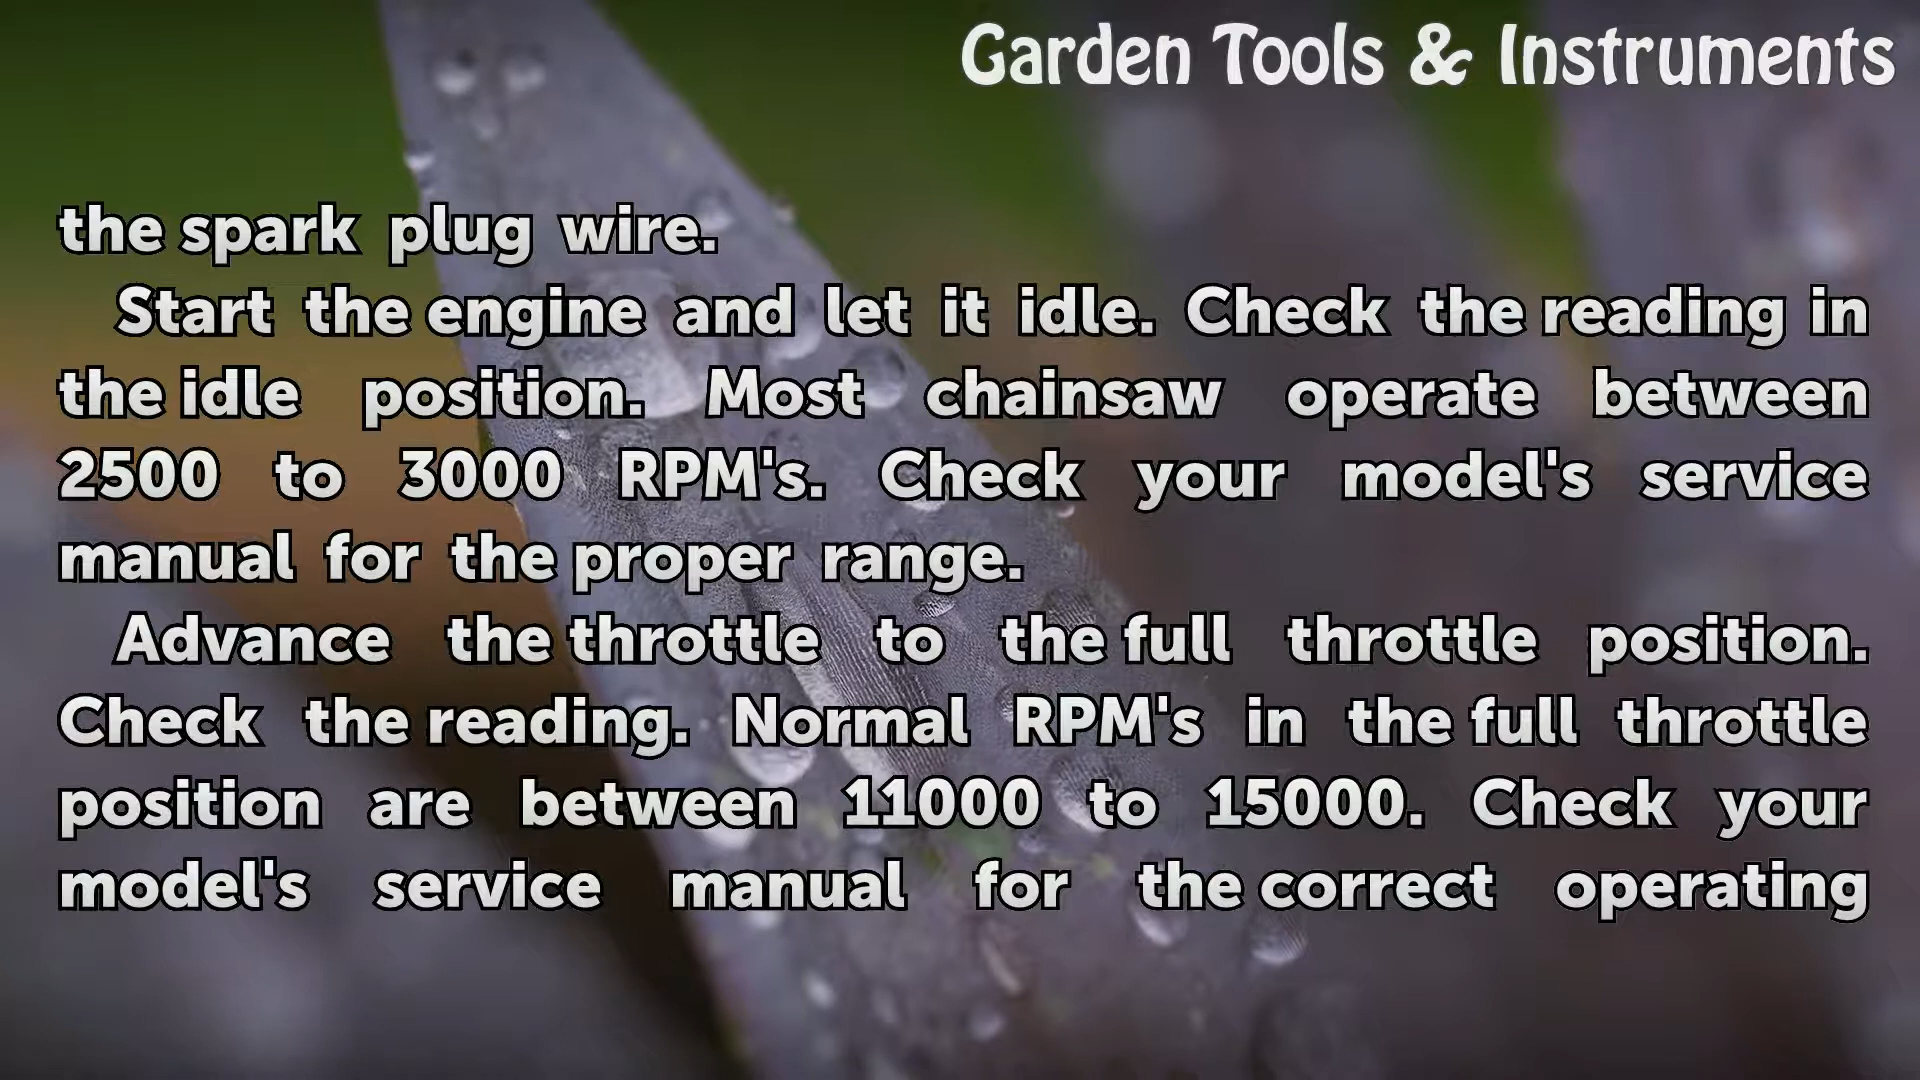 Garden Tools & Instruments
the spark plug wire.
Start the engine and let it idle. Check the reading in
the idle position. Most chainsaw operate between
2500 to 3000 RPM's. Check your model's service
manual for the proper range.
Advance the throttle to the full throttle position.
Check the reading. Normal RPM's in the full throttle
position are between 11000 to 15000. Check your
model's service manual for the correct operating